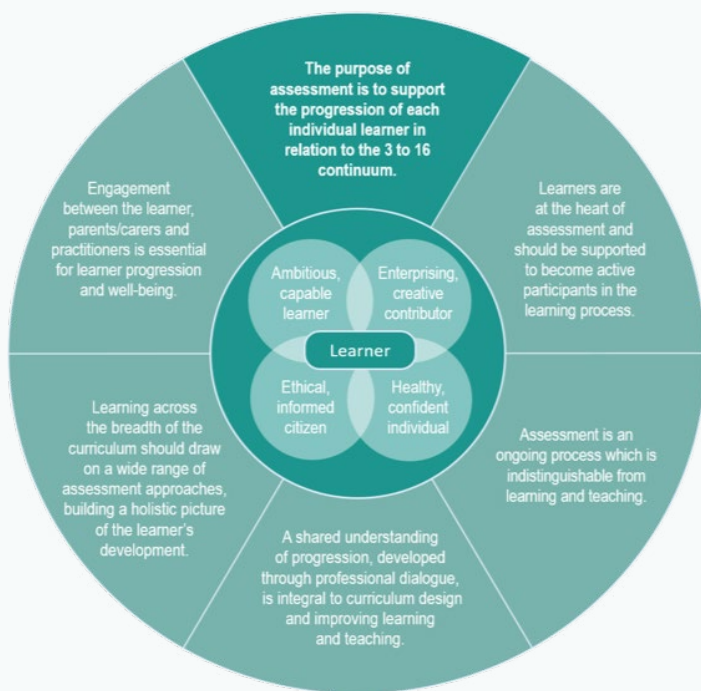 The purpose of
assessment is to support
the progression of each
individual learner in
relation to the 3 to 16
continuum.
Learners are
at the heart of
assessment and
should be supported
to become active
participants in the
learning process.
Assessment is an
ongoing process which is
indistinguishable from
learning and teaching.
A shared understanding
of progression, developed
through professional dialogue,
is integral to curriculum design
and improving learning
and teaching.
Learning across
the breadth of the
curriculum should draw
on a wide range of
assessment approaches,
building a holistic picture
of the learner's
development.
Engagement
between the learner,
parents/carers and
practitioners is essential
for learner progression
and well-being.
Ambitious,
capable
learner
Enterprising,
creative
contributor
Learner
Ethical,
informed
citizen
Healthy,
confident
individual